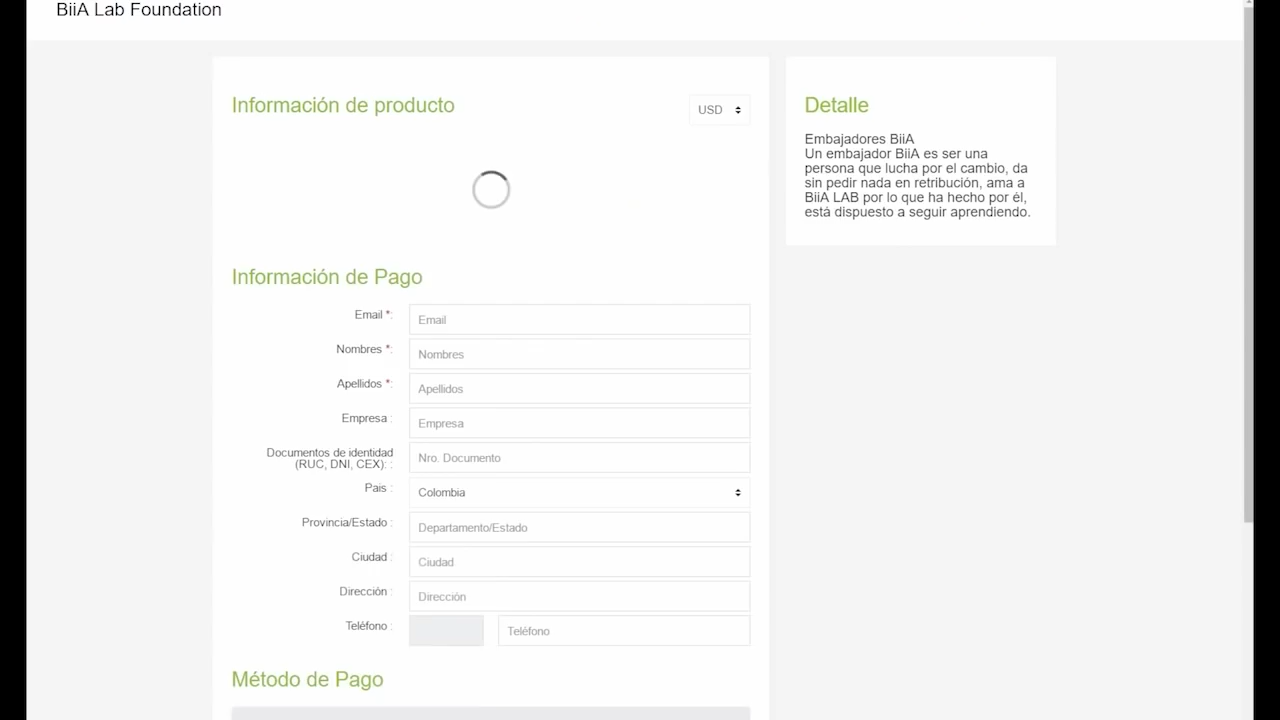 BiiA Lab Foundation
Información de producto
USD
Detalle
Embajadores BiiA
Un embajador BiiA es ser una
persona que lucha por el cambio, da
sin pedir nada en retribución, ama a
BiiA LAB por lo que ha hecho por él,
está dispuesto a seguir aprendiendo.
Información de Pago
Email *:
Email
Nombres *:
Nombres
Apellidos *:
Apellidos
Empresa :
Empresa
Documentos de identidad
(RUC, DNI, CEX): :
Nro. Documento
Pais :
Colombia
Provincia/Estado :
Departamento/Estado
Ciudad :
Ciudad
Dirección :
Dirección
Teléfono :
Teléfono
Método de Pago